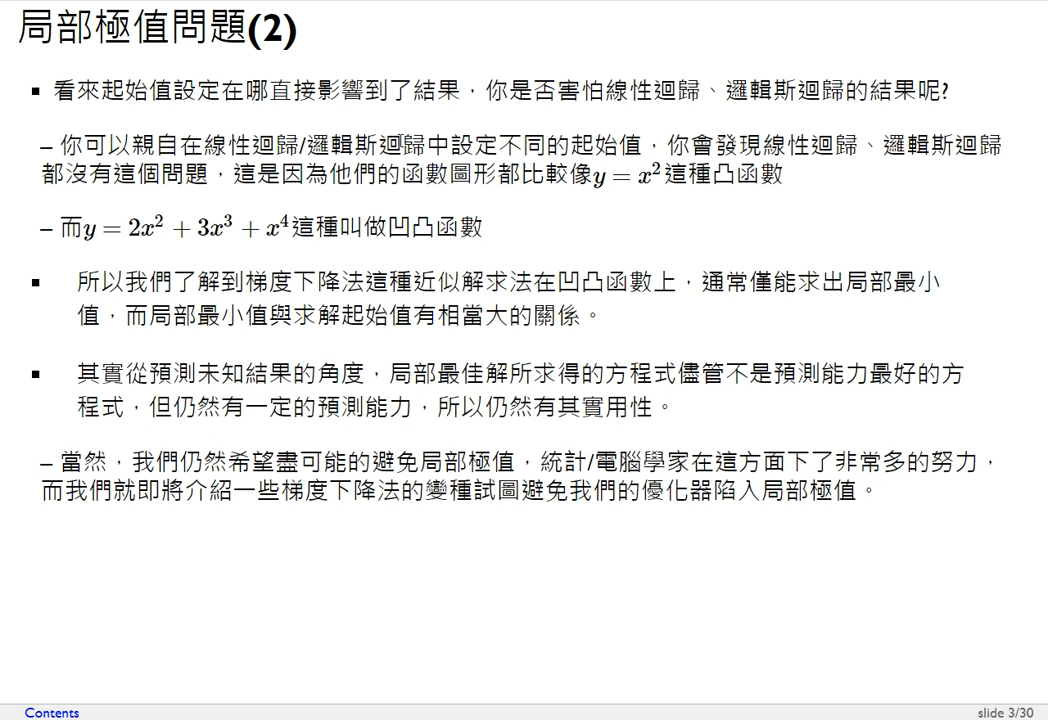 局部極值問題(2)
▪ 看來起始值設定在哪直接影響到了結果，你是否害怕線性迴歸、邏輯斯迴歸的結果呢?
– 你可以親自在線性迴歸/邏輯斯迴歸中設定不同的起始值，你會發現線性迴歸、邏輯斯迴歸
都沒有這個問題，這是因為他們的函數圖形都比較像y = x²這種凸函數
– 而y = 2x² + 3x³ + x⁴這種叫做凹凸函數
▪ 所以我們了解到梯度下降法這種近似解求法在凹凸函數上，通常僅能求出局部最小
值，而局部最小值與求解起始值有相當大的關係。
▪ 其實從預測未知結果的角度，局部最佳解所求得的方程式儘管不是預測能力最好的方
程式，但仍然有一定的預測能力，所以仍然有其實用性。
– 當然，我們仍然希望盡可能的避免局部極值，統計/電腦學家在這方面下了非常多的努力，
而我們就即將介紹一些梯度下降法的變種試圖避免我們的優化器陷入局部極值。
Contents
slide 3/30